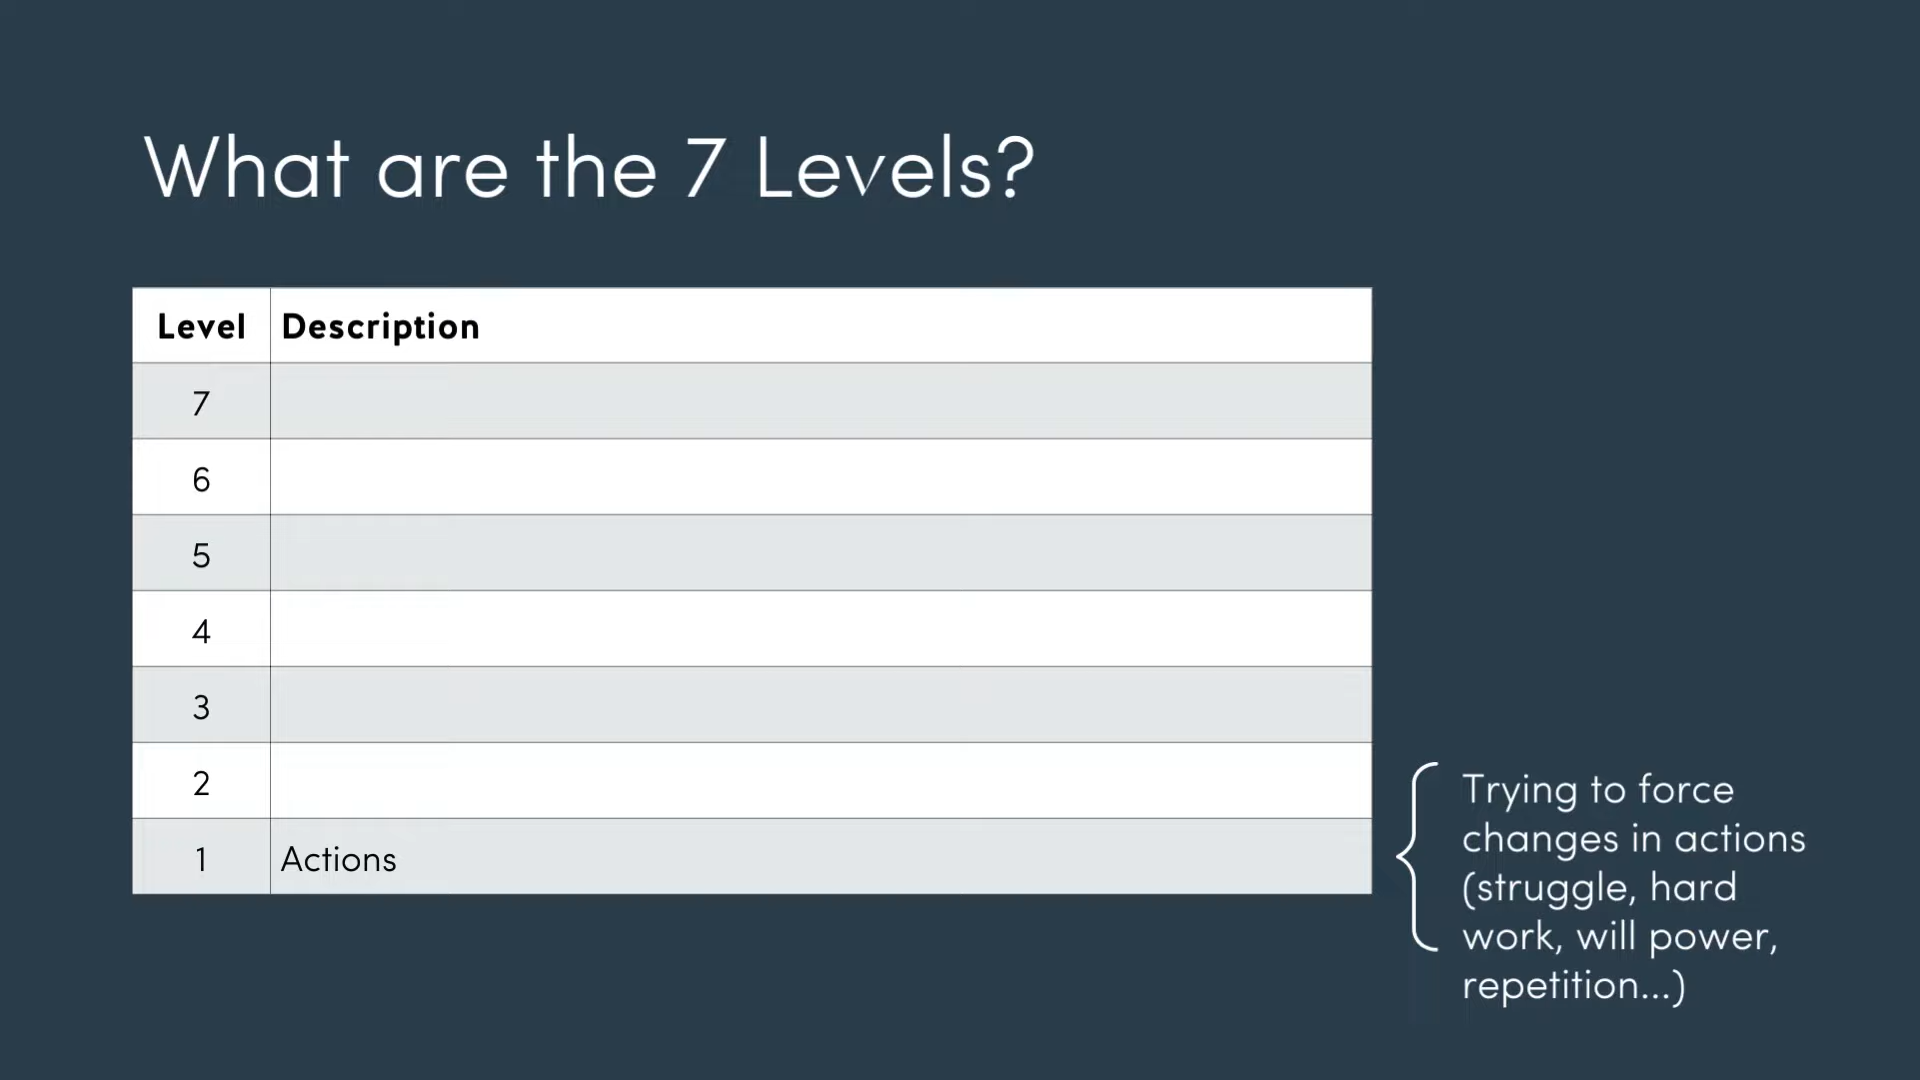 What are the 7 Levels?
Level Description
7
6
5
4
3
2
1 Actions
Trying to force
changes in actions
(struggle, hard
work, will power,
repetition...)